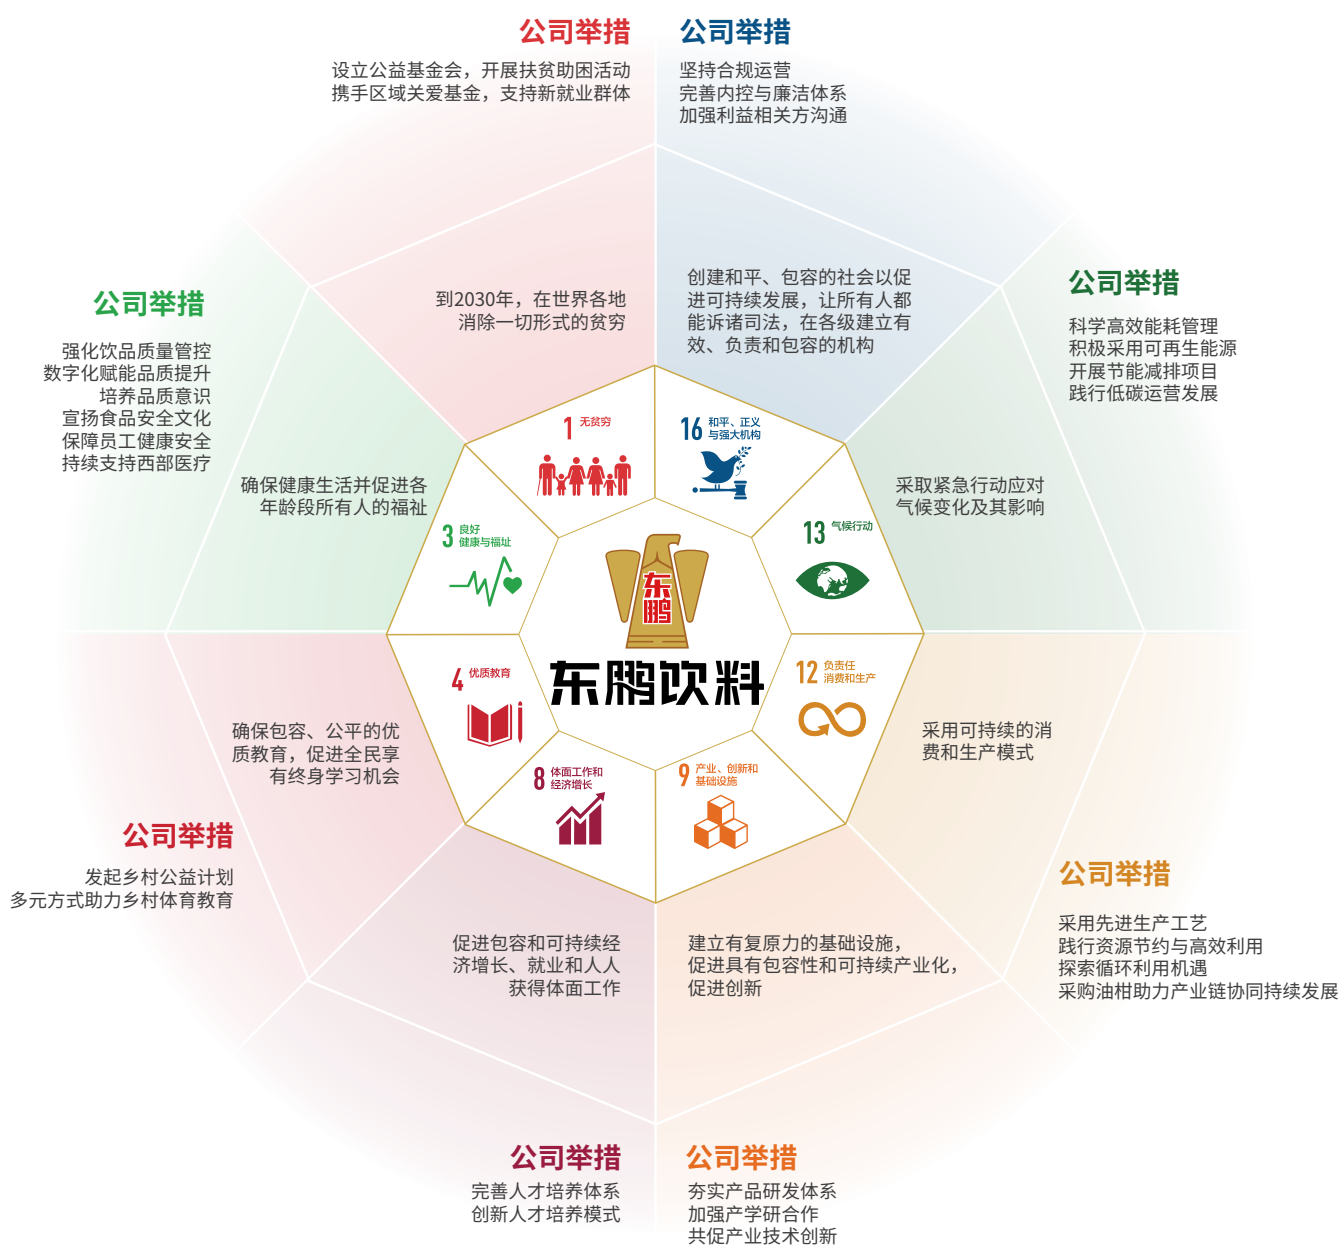 公司举措
设立公益基金会，开展扶贫助困活动
携手区域关爱基金，支持新就业群体
公司举措
坚持合规运营
完善内控与廉洁体系
加强利益相关方沟通
到2030年，在世界各地
消除一切形式的贫穷
创建和平、包容的社会以促
进可持续发展，让所有人都
能诉诸司法，在各级建立有
效、负责和包容的机构
公司举措
强化饮品质量管控
数字化赋能品质提升
培养品质意识
宣扬食品安全文化
保障员工健康安全
持续支持西部医疗
公司举措
科学高效能耗管理
积极采用可再生能源
开展节能减排项目
践行低碳运营发展
确保健康生活并促进各
年龄段所有人的福祉
采取紧急行动应对
气候变化及其影响
1 无贫穷
16 和平、正义
与强大机构
3 良好
健康与福祉
13 气候行动
东鹏
东鹏饮料
4 优质教育
12 负责任
消费和生产
8 体面工作和
经济增长
9 产业、创新和
基础设施
确保包容、公平的优
质教育，促进全民享
有终身学习机会
采用可持续的消
费和生产模式
公司举措
发起乡村公益计划
多元方式助力乡村体育教育
公司举措
采用先进生产工艺
践行资源节约与高效利用
探索循环利用机遇
采购油柑助力产业链协同持续发展
促进包容和可持续经
济增长、就业和人人
获得体面工作
建立有复原力的基础设施，
促进具有包容性和可持续产业化，
促进创新
公司举措
完善人才培养体系
创新人才培养模式
公司举措
夯实产品研发体系
加强产学研合作
共促产业技术创新